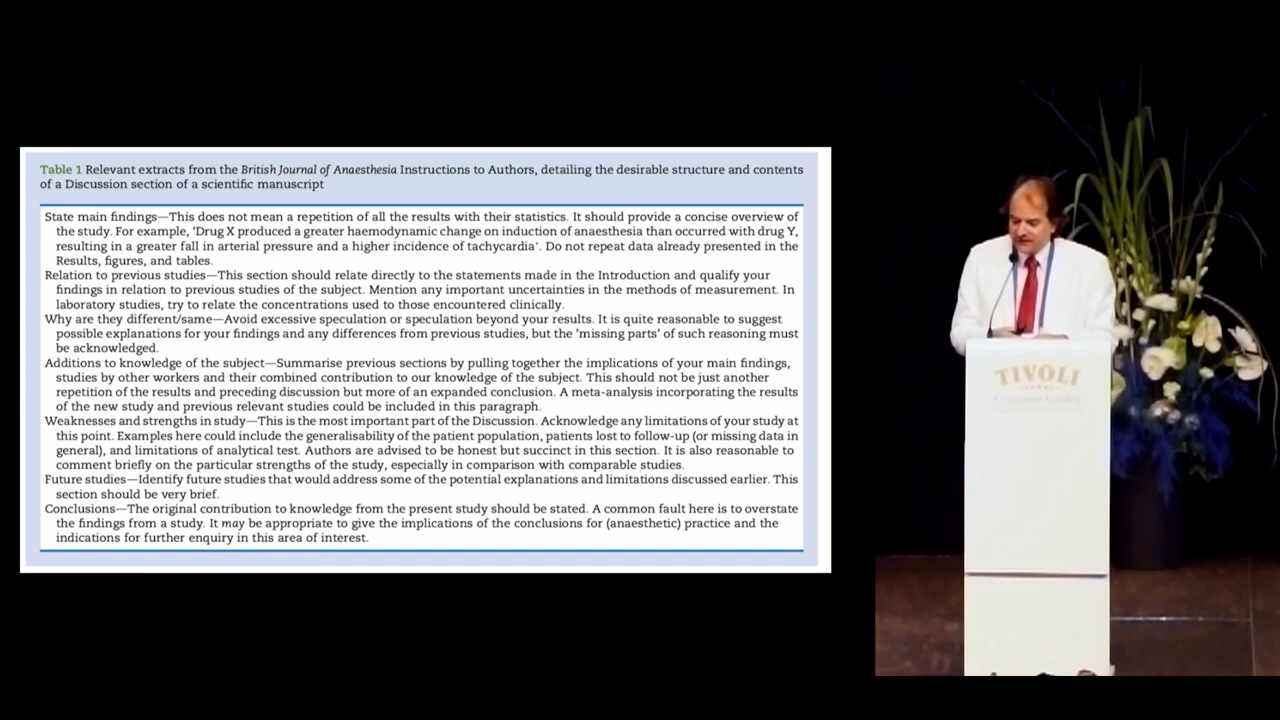 Table 1 Relevant extracts from the British Journal of Anaesthesia Instructions to Authors, detailing the desirable structure and contents
of a Discussion section of a scientific manuscript
State main findings—This does not mean a repetition of all the results with their statistics. It should provide a concise overview of
the study. For example, 'Drug X produced a greater haemodynamic change on induction of anaesthesia than occurred with drug Y,
resulting in a greater fall in arterial pressure and a higher incidence of tachycardia'. Do not repeat data already presented in the
Results, figures, and tables.
Relation to previous studies—This section should relate directly to the statements made in the Introduction and qualify your
findings in relation to previous studies of the subject. Mention any important uncertainties in the methods of measurement. In
laboratory studies, try to relate the concentrations used to those encountered clinically.
Why are they different/same—Avoid excessive speculation or speculation beyond your results. It is quite reasonable to suggest
possible explanations for your findings and any differences from previous studies, but the 'missing parts' of such reasoning must
be acknowledged.
Additions to knowledge of the subject—Summarise previous sections by pulling together the implications of your main findings,
studies by other workers and their combined contribution to our knowledge of the subject. This should not be just another
repetition of the results and preceding discussion but more of an expanded conclusion. A meta-analysis incorporating the results
of the new study and previous relevant studies could be included in this paragraph.
Weaknesses and strengths in study—This is the most important part of the Discussion. Acknowledge any limitations of your study at
this point. Examples here could include the generalisability of the patient population, patients lost to follow-up (or missing data in
general), and limitations of analytical test. Authors are advised to be honest but succinct in this section. It is also reasonable to
comment briefly on the particular strengths of the study, especially in comparison with comparable studies.
Future studies—Identify future studies that would address some of the potential explanations and limitations discussed earlier. This
section should be very brief.
Conclusions—The original contribution to knowledge from the present study should be stated. A common fault here is to overstate
the findings from a study. It may be appropriate to give the implications of the conclusions for (anaesthetic) practice and the
indications for further enquiry in this area of interest.
TIVOLI